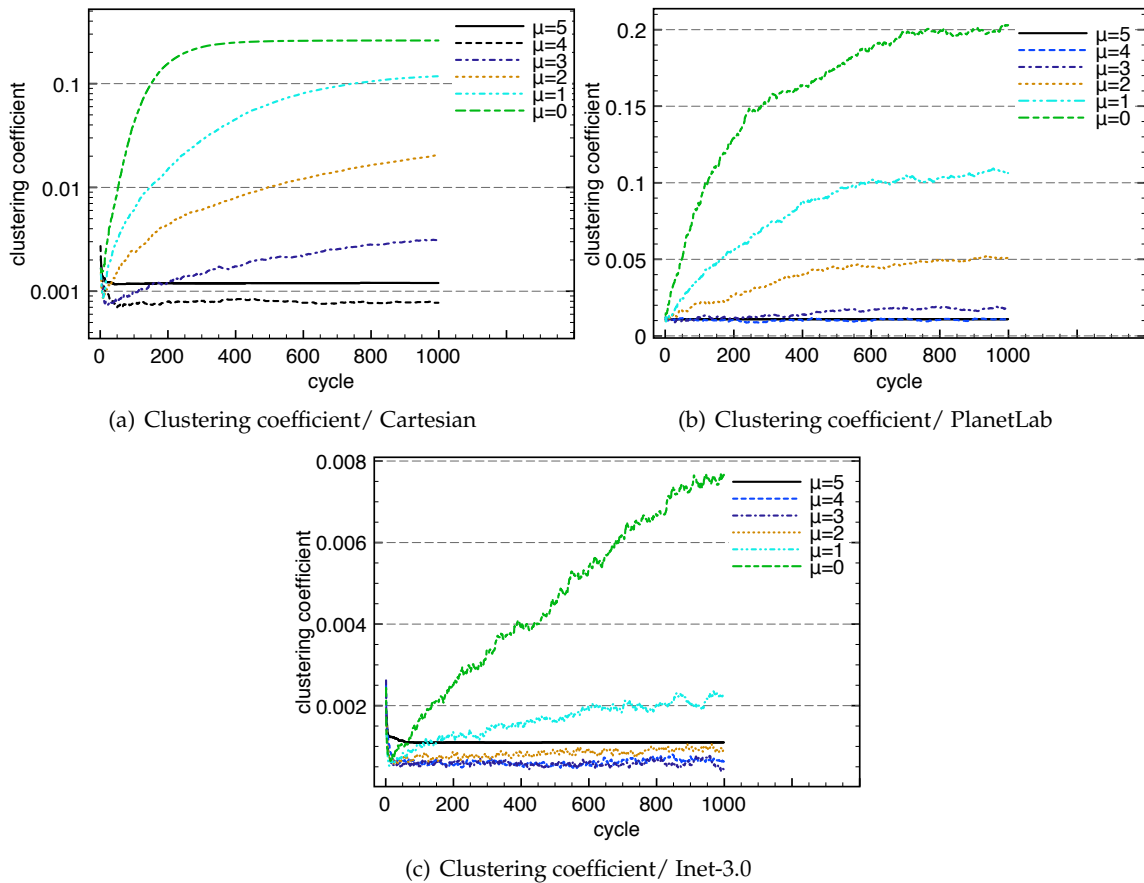 clustering coefficient
0.1
0.01
0.001
0 200 400 600 800 1000
cycle
μ=5
μ=4
μ=3
μ=2
μ=1
μ=0
(a) Clustering coefficient/ Cartesian
clustering coefficient
0.2
0.15
0.1
0.05
0
0 200 400 600 800 1000
cycle
μ=5
μ=4
μ=3
μ=2
μ=1
μ=0
(b) Clustering coefficient/ PlanetLab
clustering coefficient
0.008
0.006
0.004
0.002
0 200 400 600 800 1000
cycle
μ=5
μ=4
μ=3
μ=2
μ=1
μ=0
(c) Clustering coefficient/ Inet-3.0